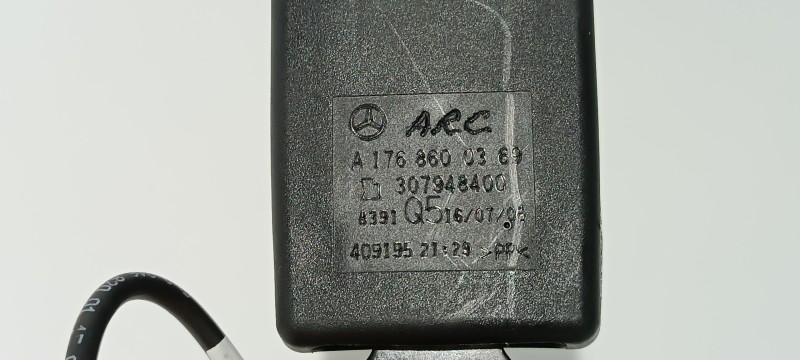 ARC
A 176 860 03 69
307948400
8391 Q5 16/07/08
409195 21:29 >PP<